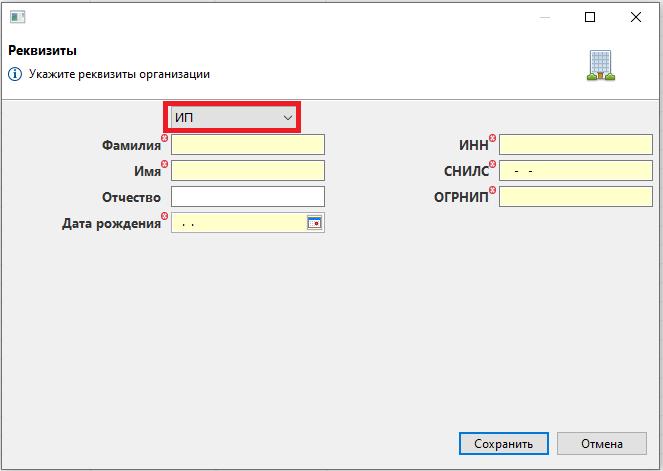 Реквизиты
Укажите реквизиты организации
ИП
Фамилия
ИНН
Имя
СНИЛС - -
Отчество
ОГРНИП
Дата рождения . .
Сохранить
Отмена